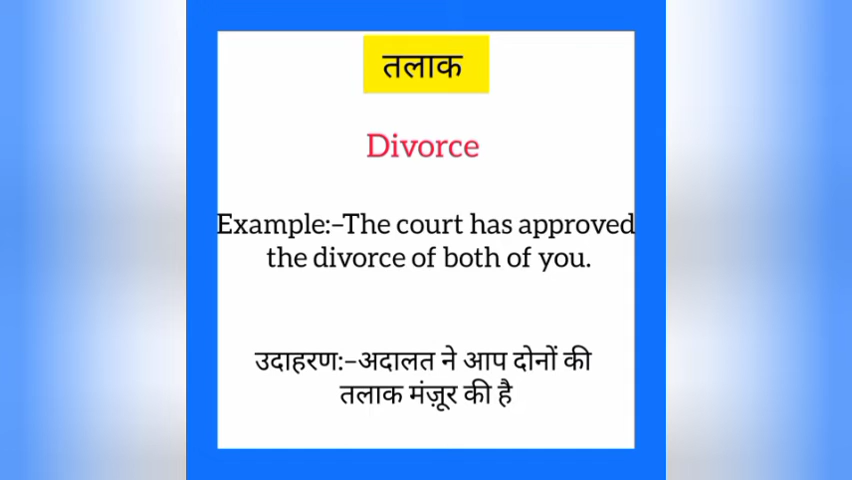 तलाक
Divorce
Example:–The court has approved
the divorce of both of you.
उदाहरण:–अदालत ने आप दोनों की
तलाक मंज़ूर की है